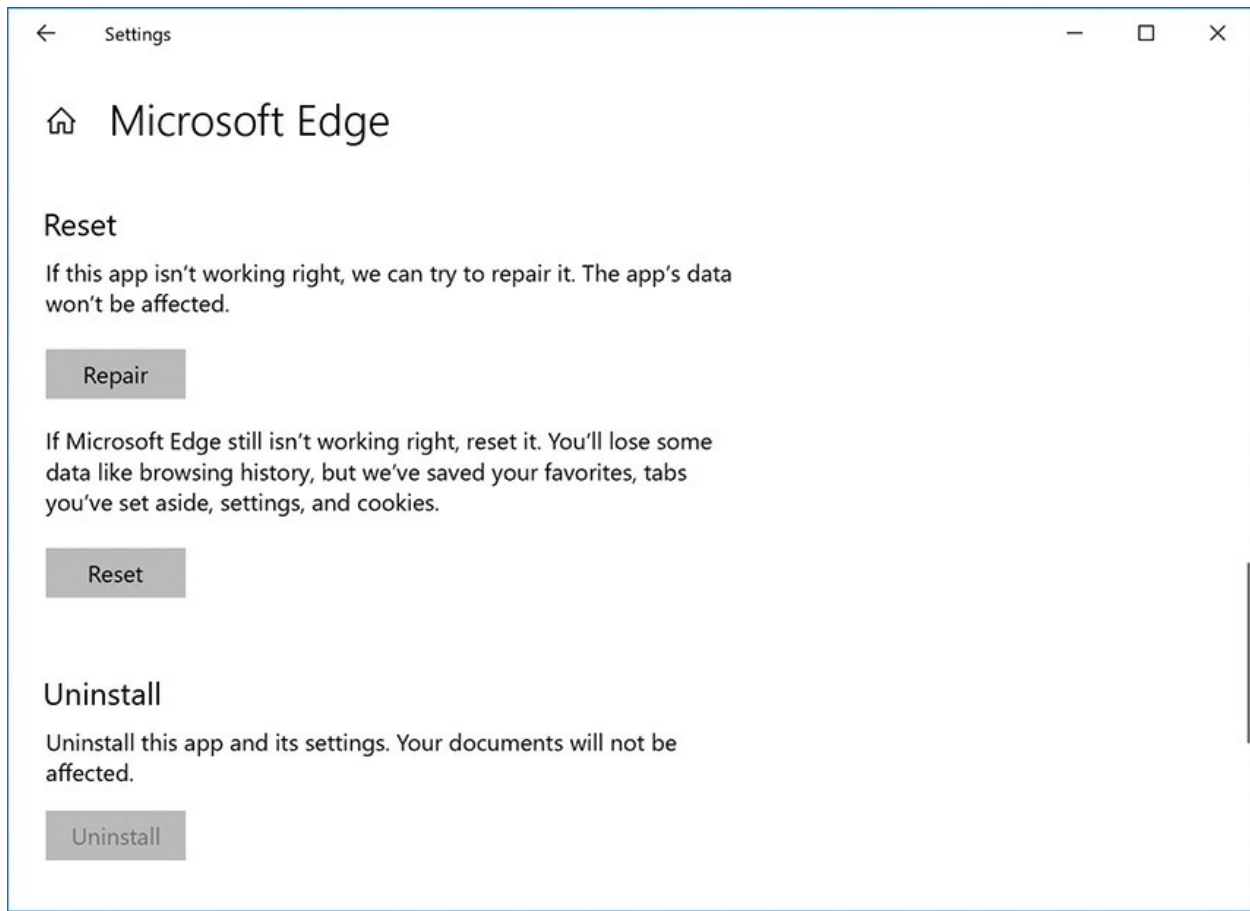 Settings
Microsoft Edge
Reset
If this app isn’t working right, we can try to repair it. The app’s data
won’t be affected.
Repair
If Microsoft Edge still isn’t working right, reset it. You’ll lose some
data like browsing history, but we’ve saved your favorites, tabs
you’ve set aside, settings, and cookies.
Reset
Uninstall
Uninstall this app and its settings. Your documents will not be
affected.
Uninstall